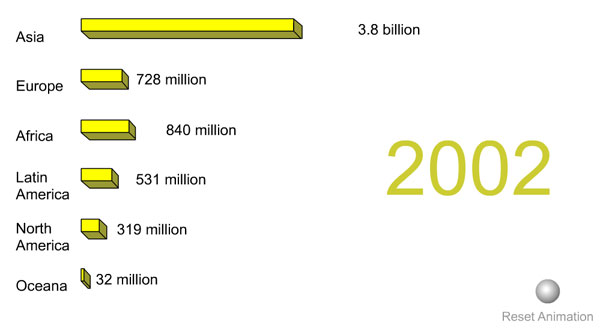 Asia 3.8 billion
Europe 728 million
Africa 840 million
Latin
America 531 million
North
America 319 million
Oceana 32 million
2002
Reset Animation